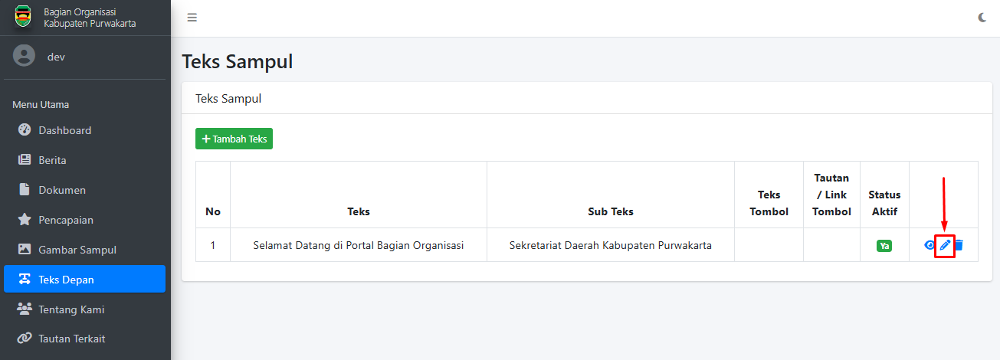 Bagian Organisasi
Kabupaten Purwakarta
dev
Menu Utama
Dashboard
Berita
Dokumen
Pencapaian
Gambar Sampul
Teks Depan
Tentang Kami
Tautan Terkait
Teks Sampul
Teks Sampul
+ Tambah Teks
No
Teks
Sub Teks
Teks
Tombol
Tautan
/ Link
Tombol
Status
Aktif
1
Selamat Datang di Portal Bagian Organisasi
Sekretariat Daerah Kabupaten Purwakarta
Ya